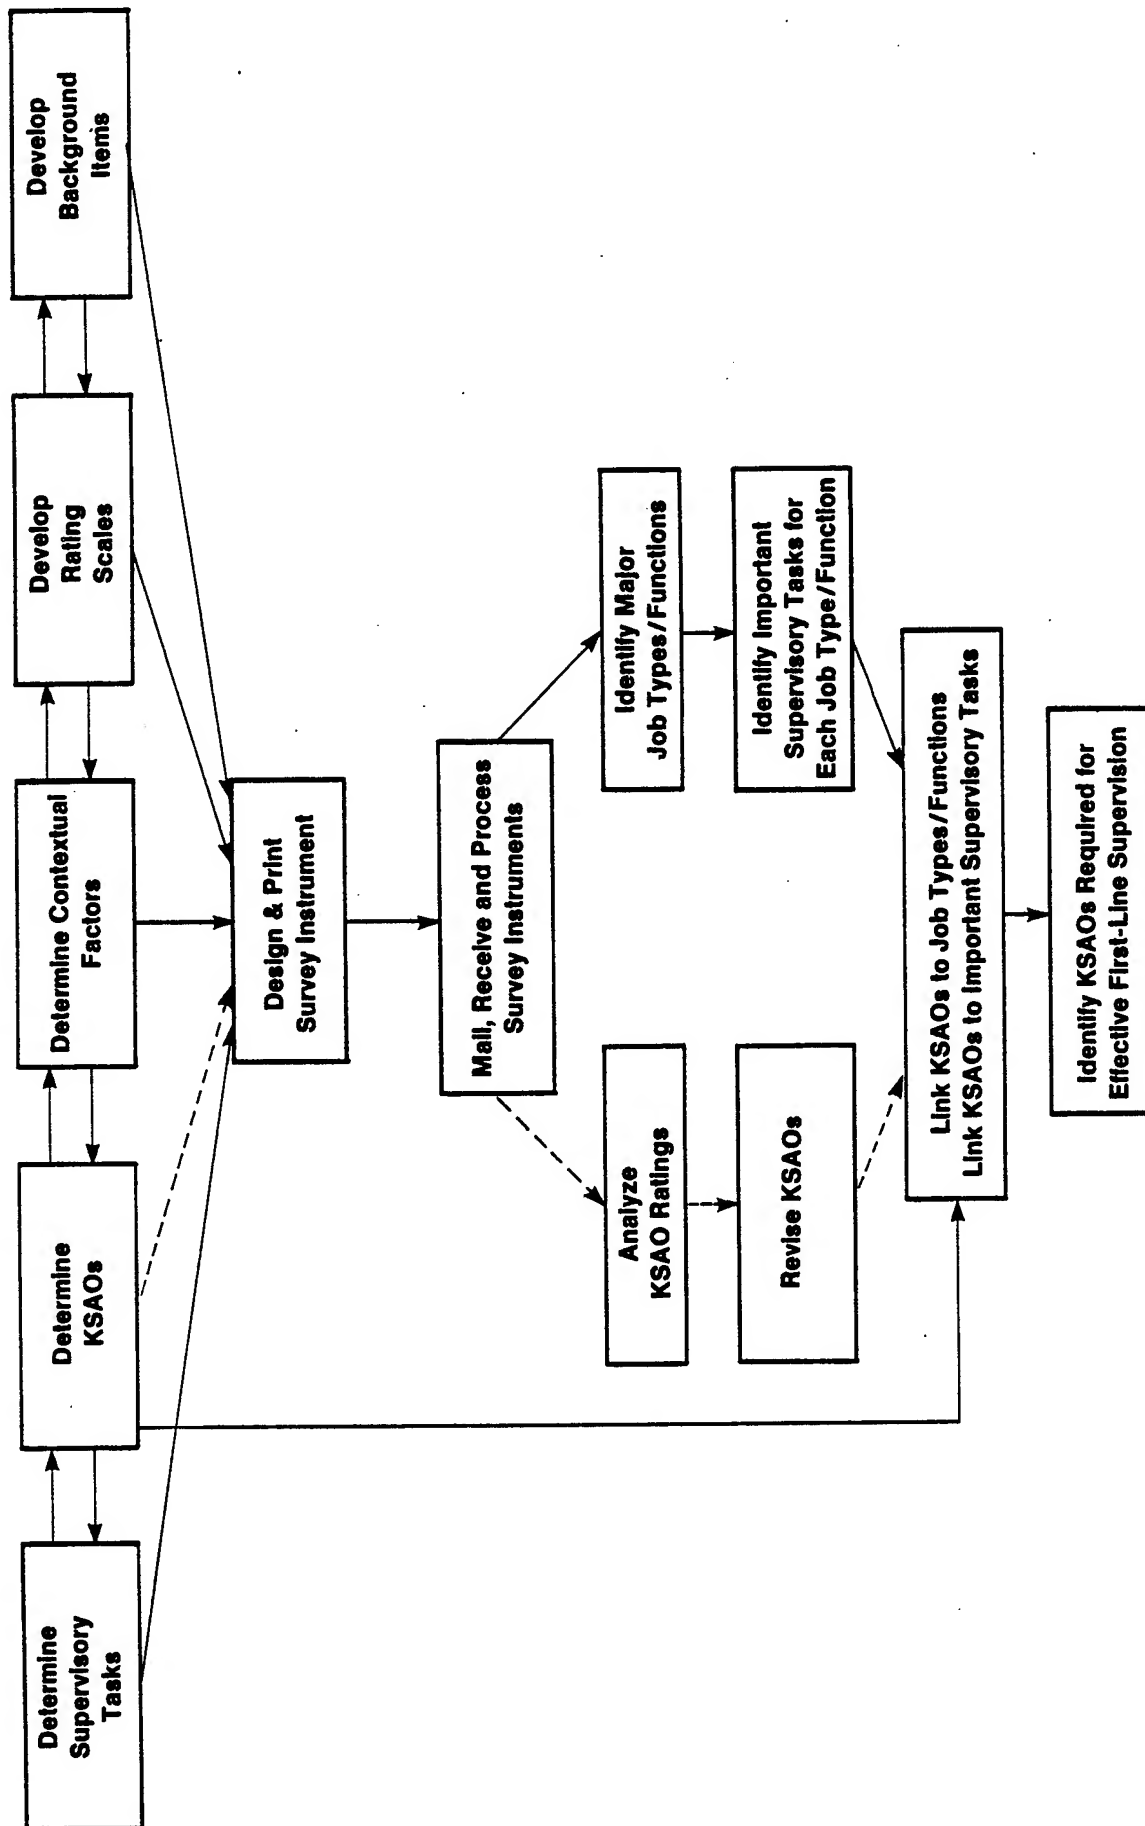 Determine
Supervisory
Tasks
Determine
KSAOs
Determine Contextual
Factors
Develop
Rating
Scales
Develop
Background
Items
Design & Print
Survey Instrument
Mail, Receive and Process
Survey Instruments
Analyze
KSAO Ratings
Identify Major
Job Types/Functions
Revise KSAOs
Identify Important
Supervisory Tasks for
Each Job Type/Function
Link KSAOs to Job Types/Functions
Link KSAOs to Important Supervisory Tasks
Identify KSAOs Required for
Effective First-Line Supervision